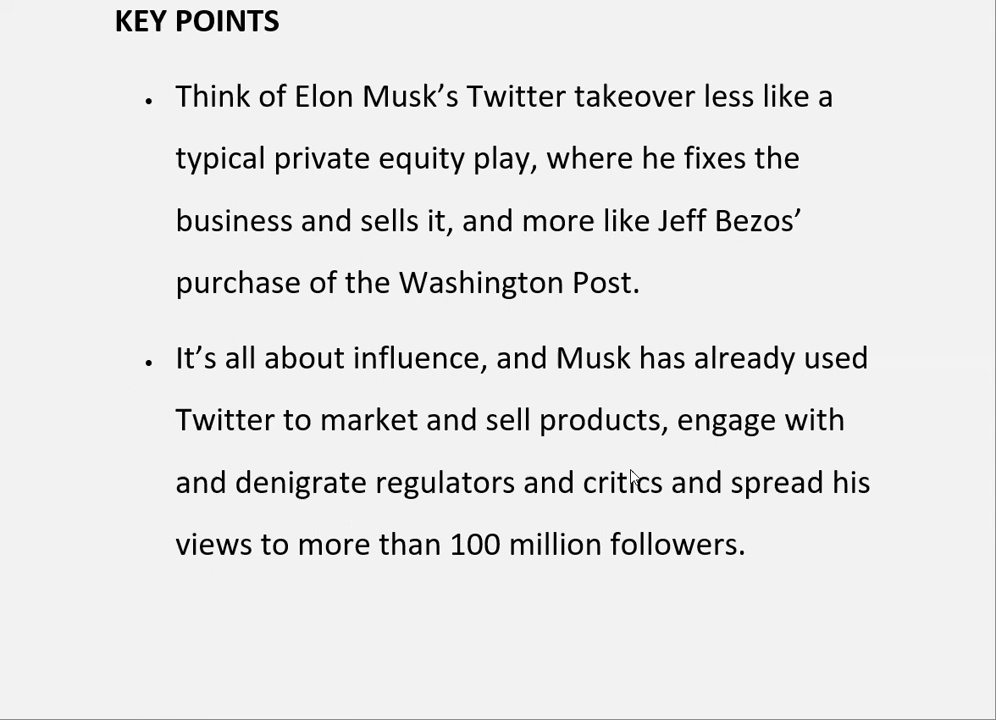 KEY POINTS
• Think of Elon Musk’s Twitter takeover less like a
typical private equity play, where he fixes the
business and sells it, and more like Jeff Bezos’
purchase of the Washington Post.
• It’s all about influence, and Musk has already used
Twitter to market and sell products, engage with
and denigrate regulators and critics and spread his
views to more than 100 million followers.